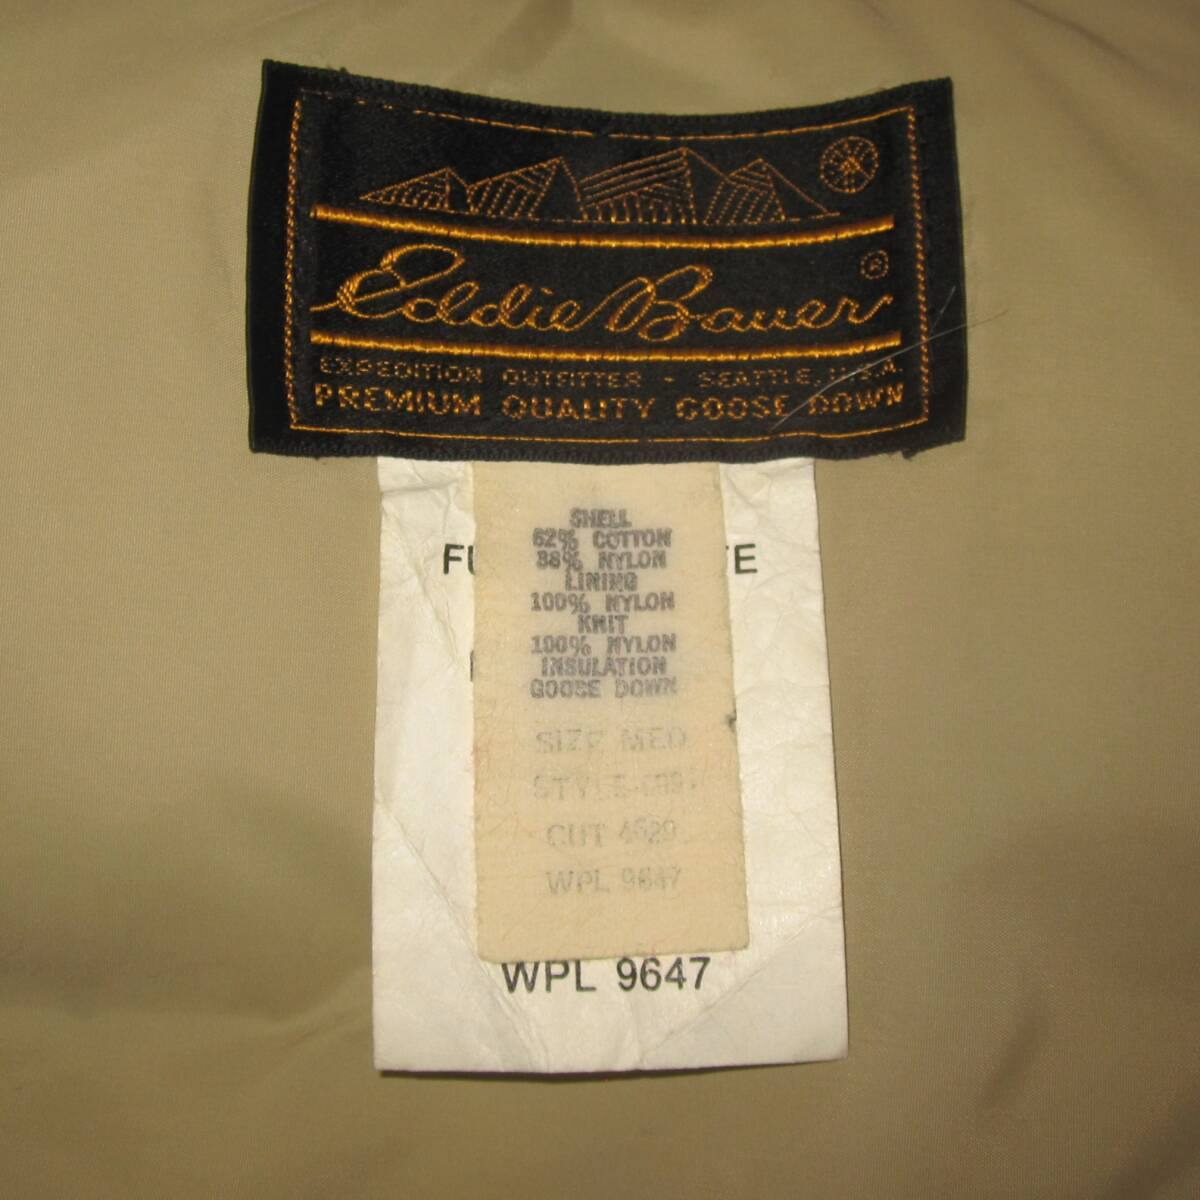 Eddie Bauer ®
EXPEDITION OUTFITTER - SEATTLE, U.S.A.
PREMIUM QUALITY GOOSE DOWN
SHELL
62% COTTON
38% NYLON
LINING
100% NYLON
KNIT
100% NYLON
INSULATION
GOOSE DOWN
SIZE MED
CUT 4629
WPL 9647
WPL 9647